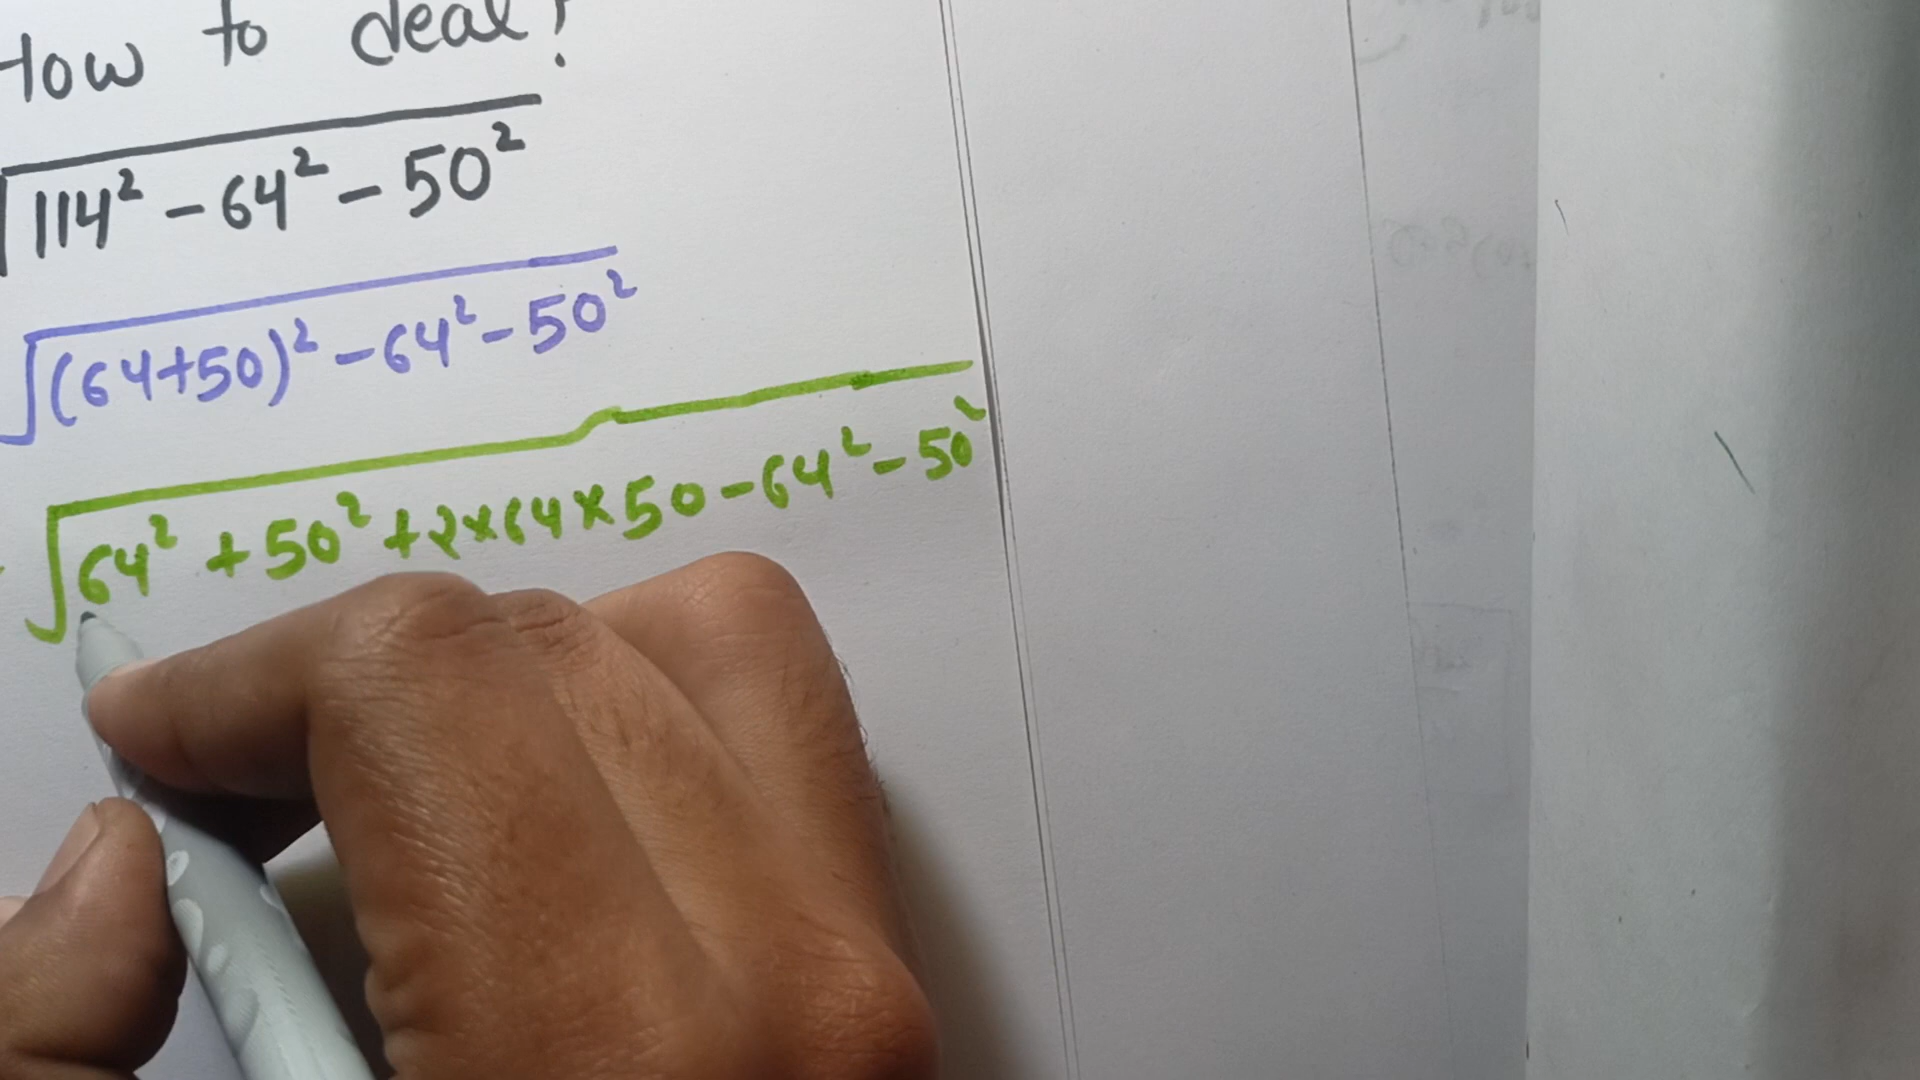 How to deal?
√114² - 64² - 50²
√(64+50)² - 64² - 50²
√64² + 50² + 2×64×50 - 64² - 50²